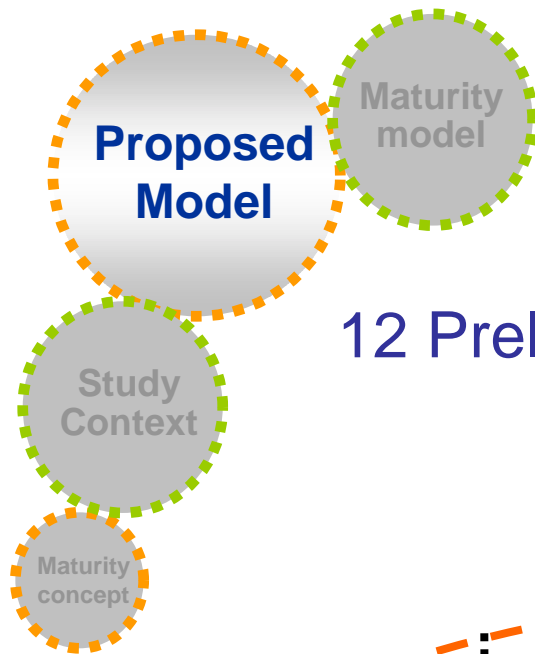 Maturity
model
Proposed
Model
12 Prel
Study
Context
Maturity
concept